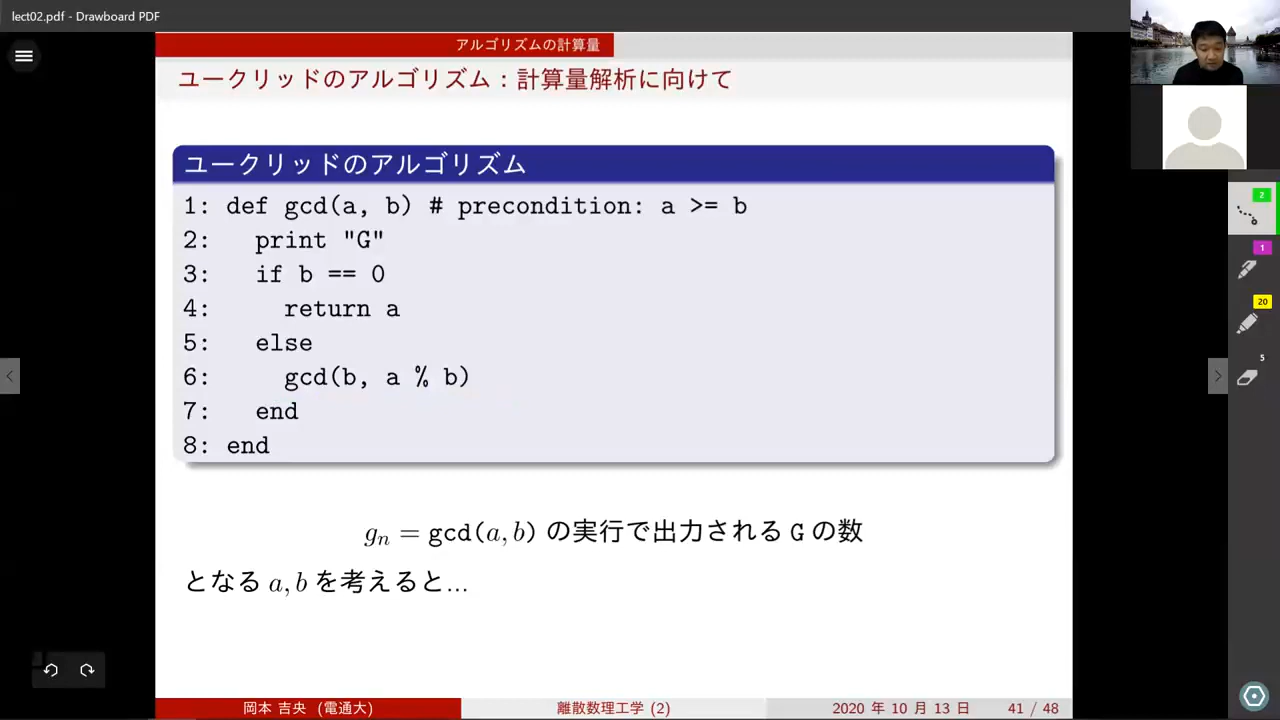 lect02.pdf - Drawboard PDF
アルゴリズムの計算量
ユークリッドのアルゴリズム：計算量解析に向けて
ユークリッドのアルゴリズム
1: def gcd(a, b) # precondition: a >= b
2: print "G"
3: if b == 0
4: return a
5: else
6: gcd(b, a % b)
7: end
8: end
gn = gcd(a, b) の実行で出力される G の数
となる a, b を考えると...
岡本 吉央 (電通大)
離散数理工学 (2)
2020 年 10 月 13 日 41 / 48
2
1
20
5